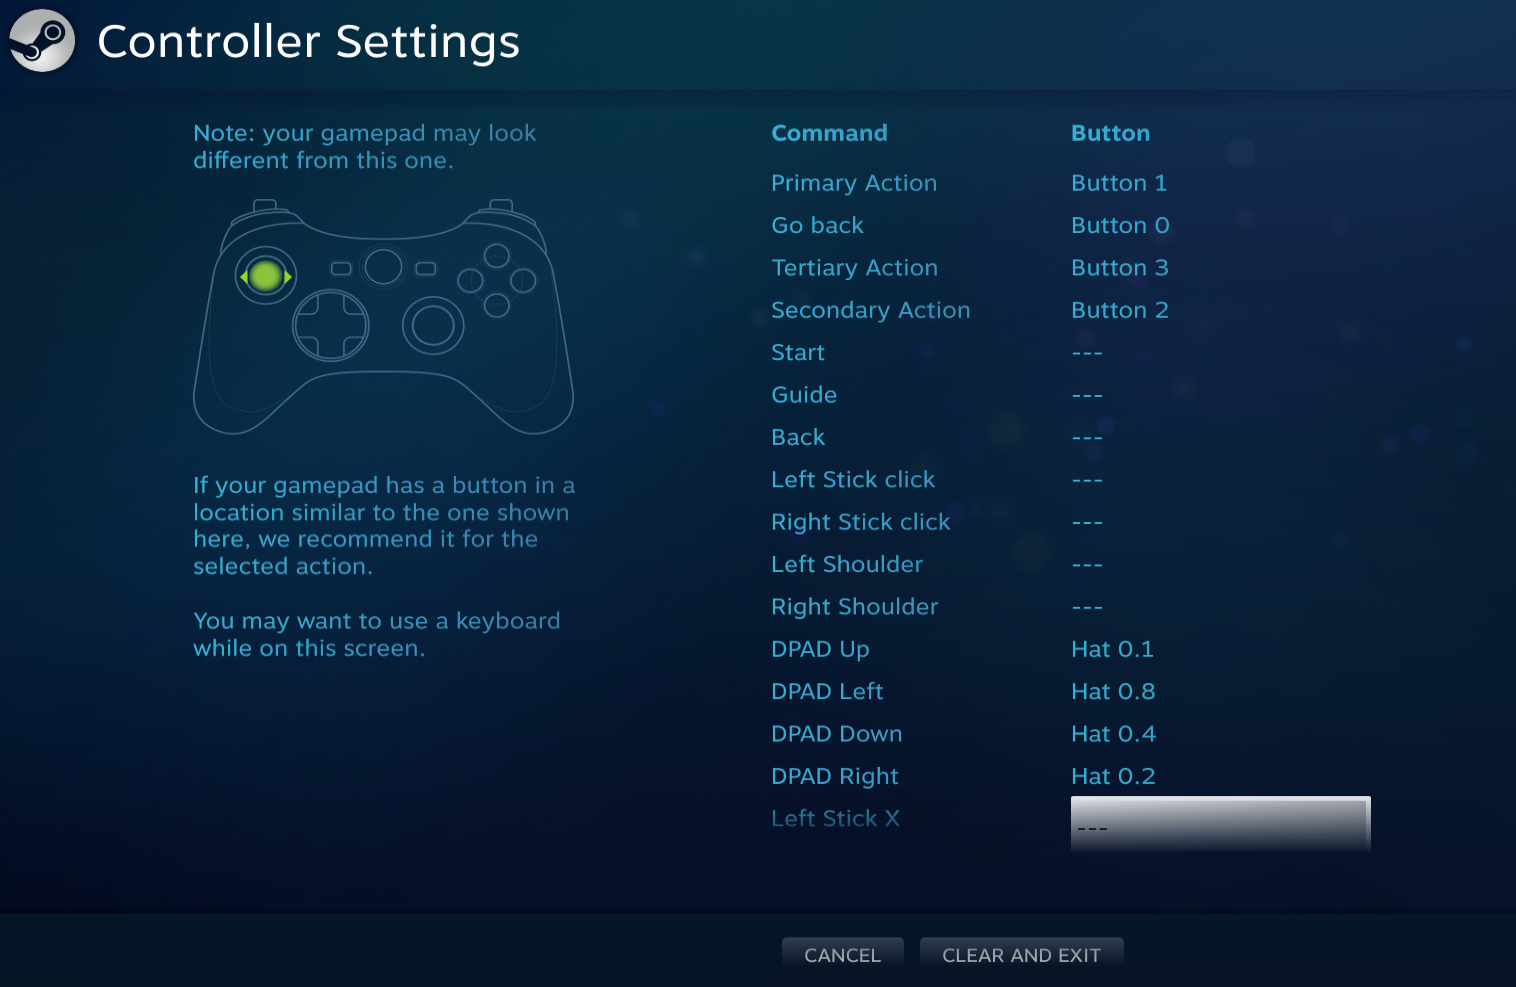 Controller Settings
Note: your gamepad may look
different from this one.
If your gamepad has a button in a
location similar to the one shown
here, we recommend it for the
selected action.
You may want to use a keyboard
while on this screen.
Command Button
Primary Action Button 1
Go back Button 0
Tertiary Action Button 3
Secondary Action Button 2
Start ---
Guide ---
Back ---
Left Stick click ---
Right Stick click ---
Left Shoulder ---
Right Shoulder ---
DPAD Up Hat 0.1
DPAD Left Hat 0.8
DPAD Down Hat 0.4
DPAD Right Hat 0.2
Left Stick X ---
CANCEL CLEAR AND EXIT